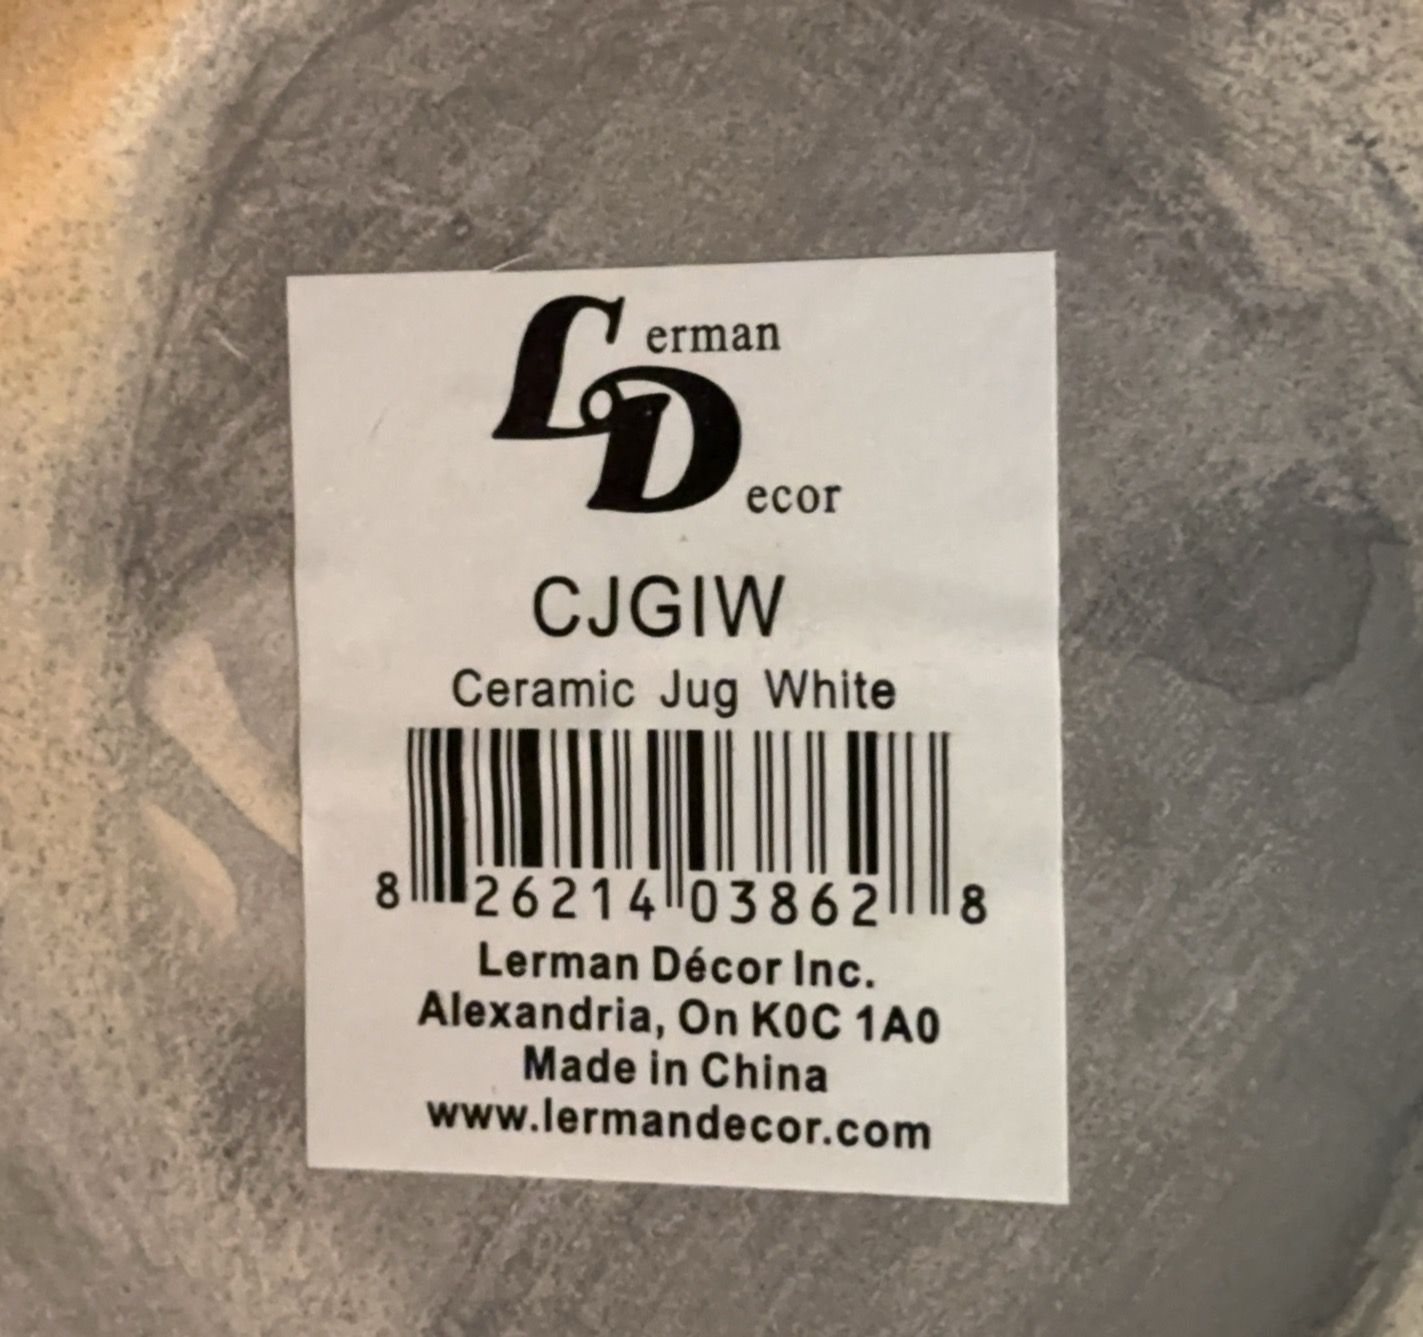 Lerman
Decor
CJGIW
Ceramic Jug White
8 26214 03862 8
Lerman Décor Inc.
Alexandria, On K0C 1A0
Made in China
www.lermandecor.com